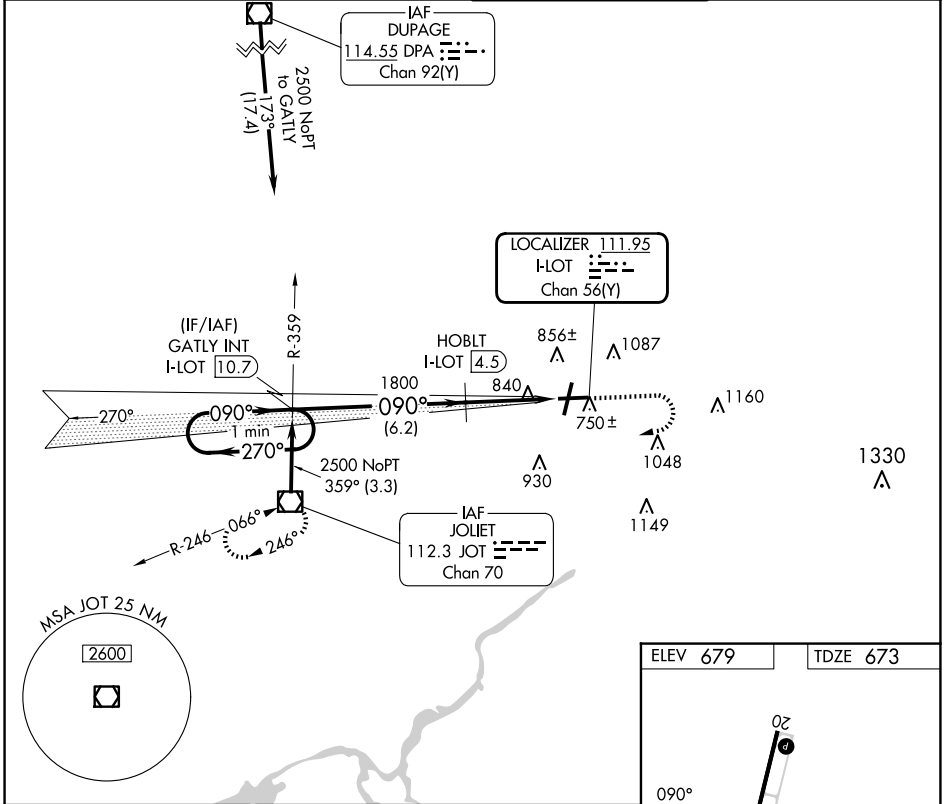 IAF
DUPAGE
114.55 DPA
Chan 92(Y)
2500 NoPT
to GATLY
173°
(17.4)
LOCALIZER 111.95
I-LOT
Chan 56(Y)
(IF/IAF)
GATLY INT
I-LOT 10.7
R-359
HOBLT
I-LOT 4.5
856±
1087
1800
840
270°
090°
090°
1 min
(6.2)
270°
750±
1160
1048
2500 NoPT
359° (3.3)
930
1330
1149
IAF
JOLIET
112.3 JOT
Chan 70
R-246
066°
246°
MSA JOT 25 NM
2600
ELEV 679
TDZE 673
20
P
090°